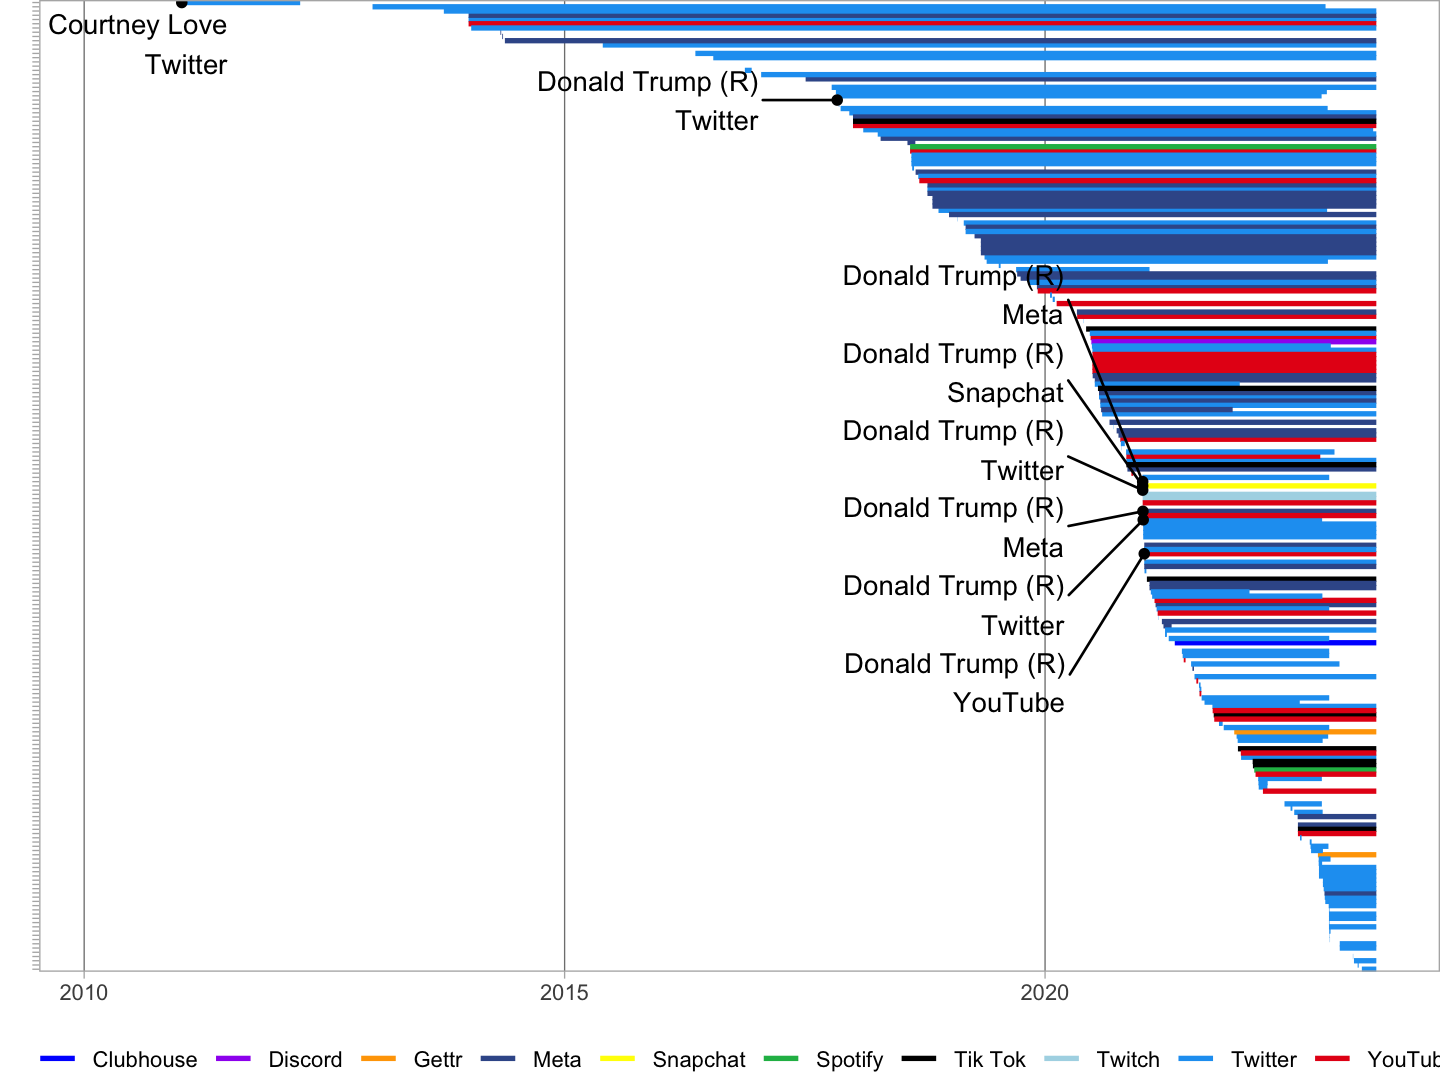 Courtney Love
Twitter
Donald Trump (R)
Twitter
Donald Trump (R)
Meta
Donald Trump (R)
Snapchat
Donald Trump (R)
Twitter
Donald Trump (R)
Meta
Donald Trump (R)
Twitter
Donald Trump (R)
YouTube
2010 2015 2020
Clubhouse Discord Gettr Meta Snapchat Spotify Tik Tok Twitch Twitter YouTub